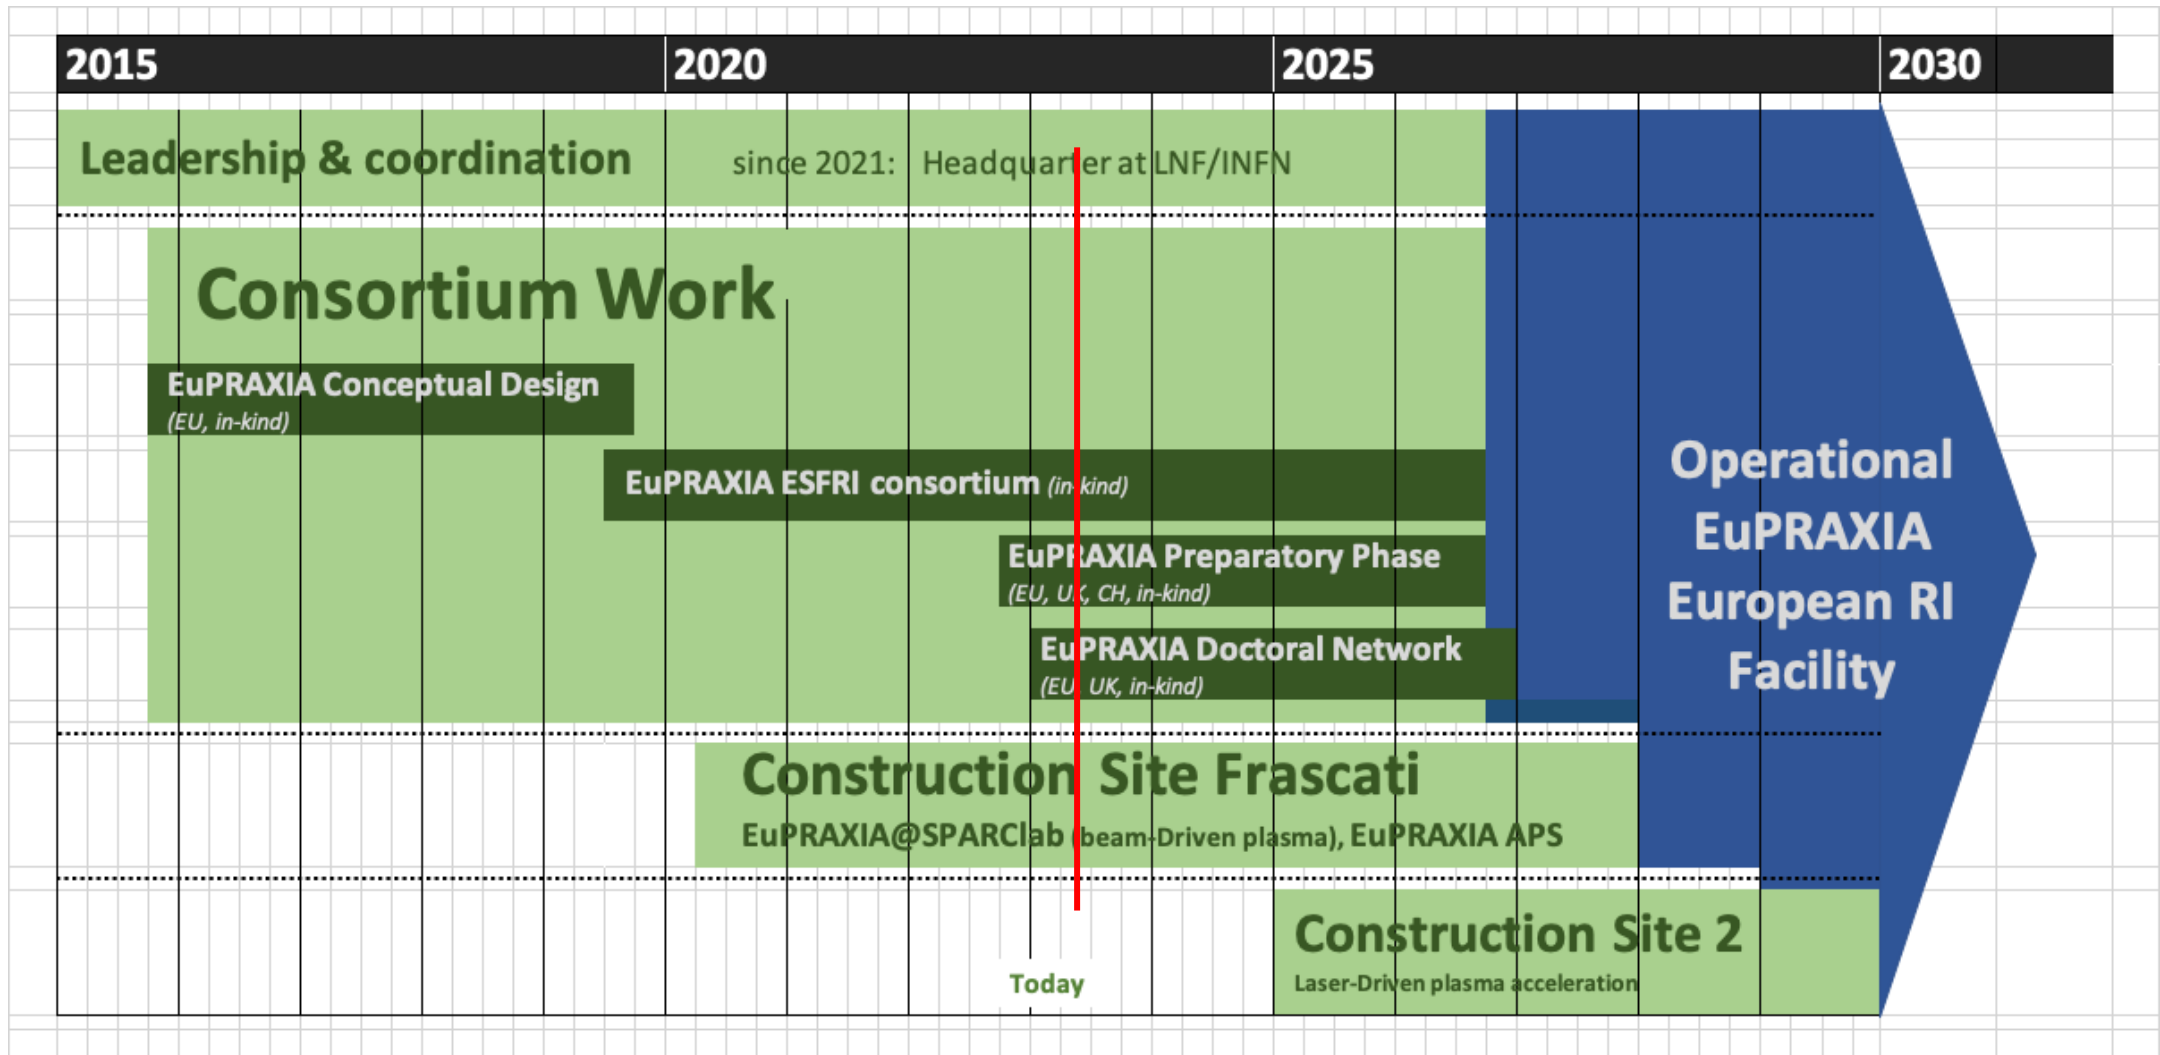 2015 2020 2025 2030
Leadership & coordination since 2021: Headquarter at LNF/INFN
Consortium Work
EuPRAXIA Conceptual Design
(EU, in-kind)
EuPRAXIA ESFRI consortium (in-kind)
EuPRAXIA Preparatory Phase
(EU, UK, CH, in-kind)
EuPRAXIA Doctoral Network
(EU, UK, in-kind)
Operational
EuPRAXIA
European RI
Facility
Construction Site Frascati
EuPRAXIA@SPARClab (beam-Driven plasma), EuPRAXIA APS
Construction Site 2
Laser-Driven plasma acceleration
Today